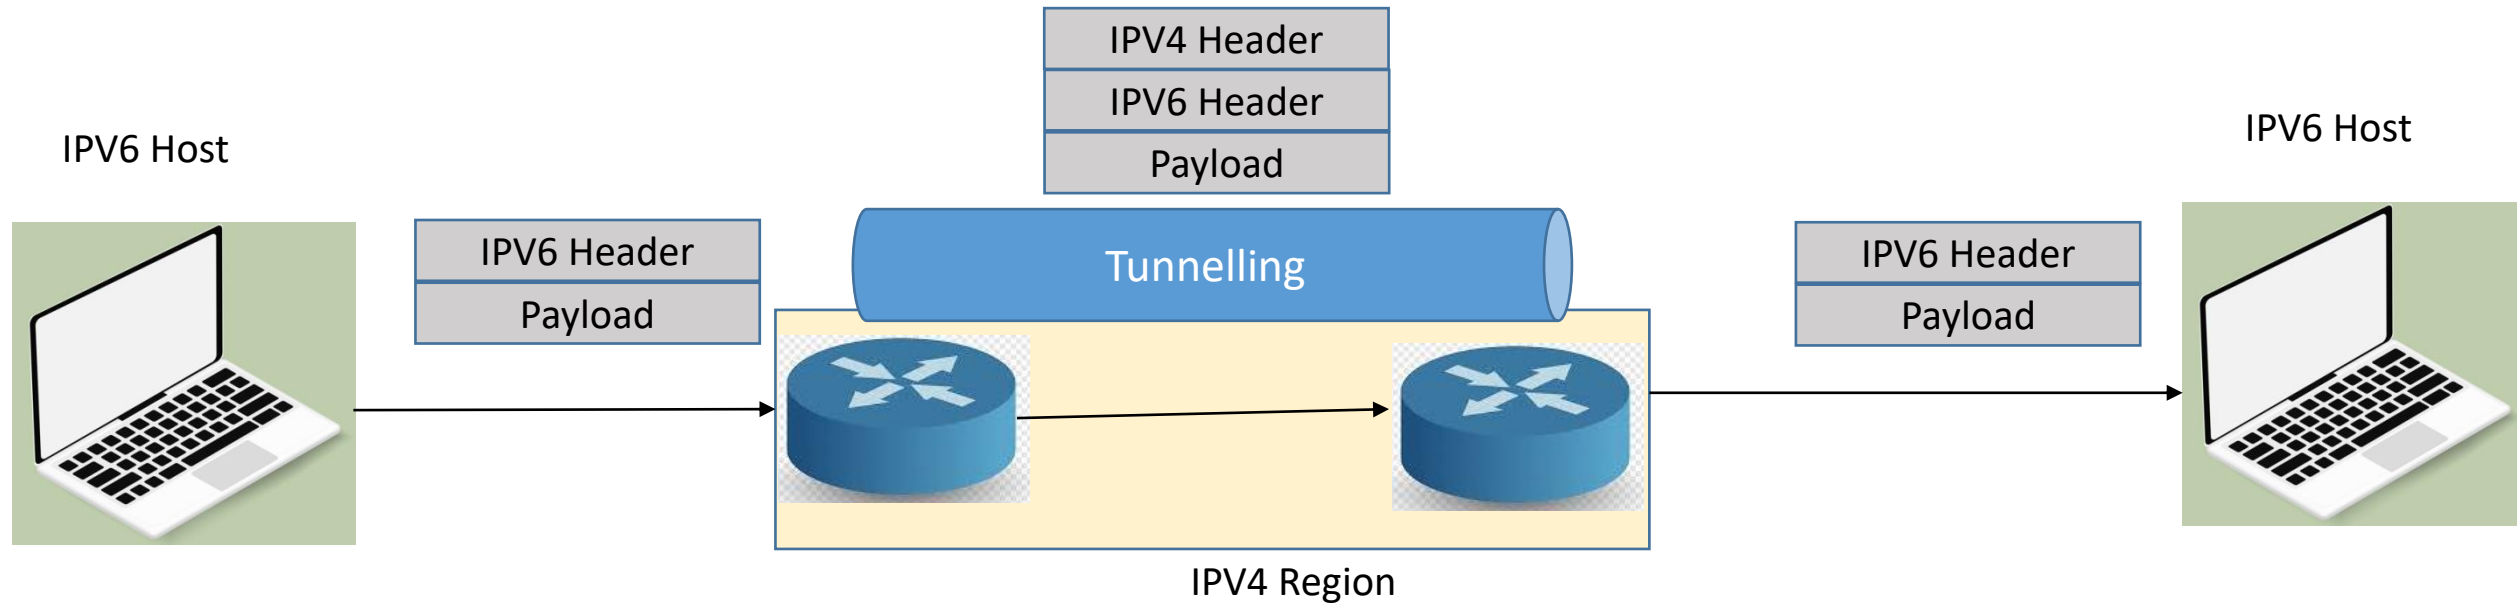 IPV4 Header
IPV6 Header
Payload
IPV6 Host
IPV6 Host
IPV6 Header
Payload
Tunnelling
IPV6 Header
Payload
IPV4 Region